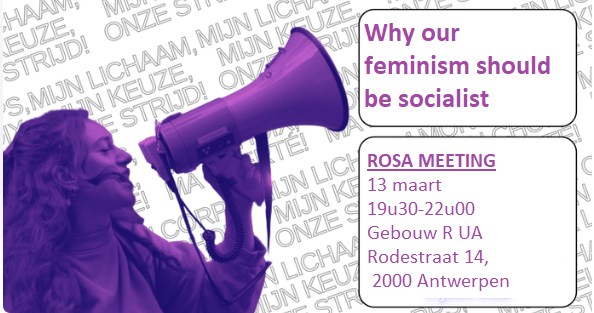 Why our
feminism should
be socialist
ROSA MEETING
13 maart
19u30-22u00
Gebouw R UA
Rodestraat 14,
2000 Antwerpen
MIJN LICHAAM,
MIJN KEUZE,
ONZE STRIJD!